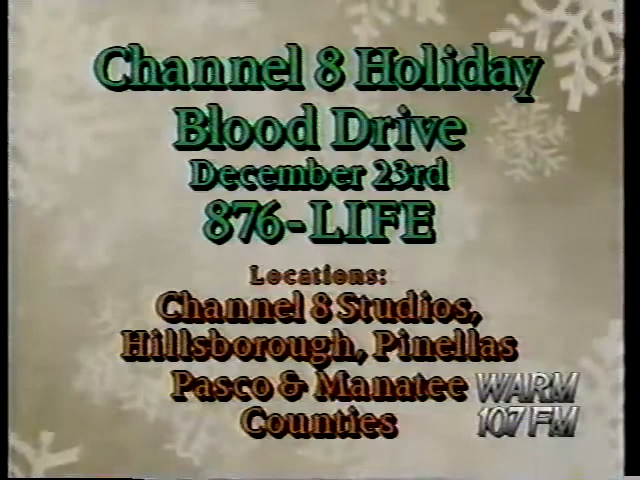 Channel 8 Holiday
Blood Drive
December 23rd
876-LIFE
Locations:
Channel 8 Studios,
Hillsborough, Pinellas
Pasco & Manatee
Counties
WARM
107 FM